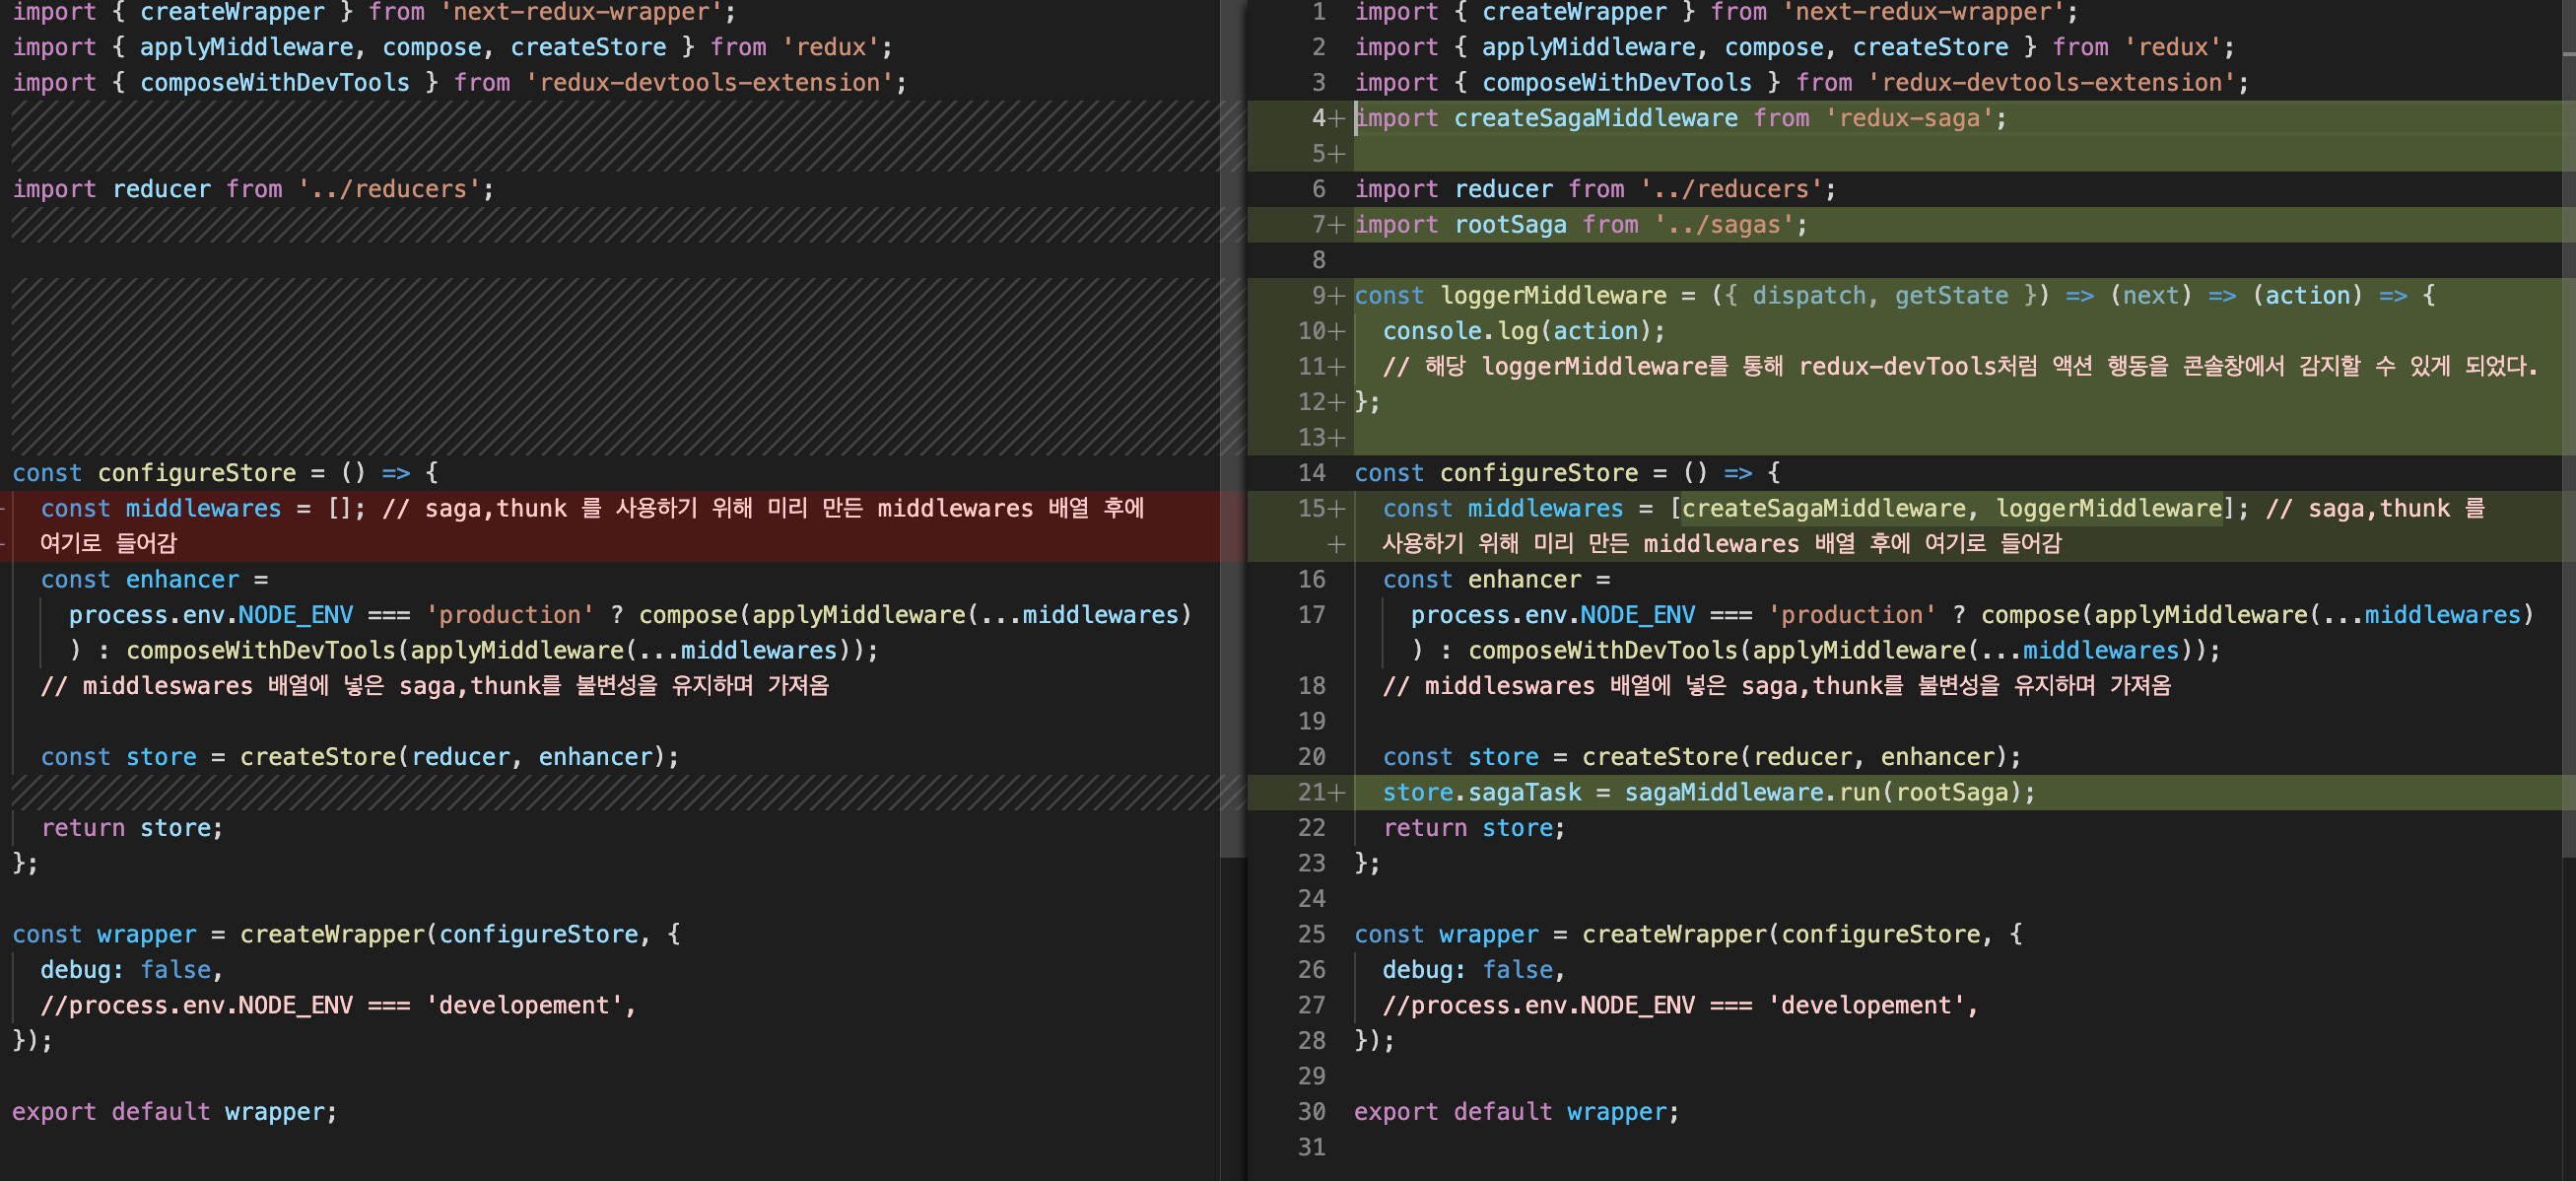 import { createWrapper } from 'next-redux-wrapper';
import { applyMiddleware, compose, createStore } from 'redux';
import { composeWithDevTools } from 'redux-devtools-extension';
import reducer from '../reducers';
const configureStore = () => {
const middlewares = []; // saga,thunk 를 사용하기 위해 미리 만든 middlewares 배열 후에
여기로 들어감
const enhancer =
process.env.NODE_ENV === 'production' ? compose(applyMiddleware(...middlewares)
) : composeWithDevTools(applyMiddleware(...middlewares));
// middleswares 배열에 넣은 saga,thunk를 불변성을 유지하며 가져옴
const store = createStore(reducer, enhancer);
return store;
};
const wrapper = createWrapper(configureStore, {
debug: false,
//process.env.NODE_ENV === 'developement',
});
export default wrapper;
1 import { createWrapper } from 'next-redux-wrapper';
2 import { applyMiddleware, compose, createStore } from 'redux';
3 import { composeWithDevTools } from 'redux-devtools-extension';
4+ import createSagaMiddleware from 'redux-saga';
5+
6 import reducer from '../reducers';
7+ import rootSaga from '../sagas';
8
9+ const loggerMiddleware = ({ dispatch, getState }) => (next) => (action) => {
10+ console.log(action);
11+ // 해당 loggerMiddleware를 통해 redux-devTools처럼 액션 행동을 콘솔창에서 감지할 수 있게 되었다.
12+ };
13+
14 const configureStore = () => {
15+ const middlewares = [createSagaMiddleware, loggerMiddleware]; // saga,thunk 를
+ 사용하기 위해 미리 만든 middlewares 배열 후에 여기로 들어감
16 const enhancer =
17 process.env.NODE_ENV === 'production' ? compose(applyMiddleware(...middlewares)
) : composeWithDevTools(applyMiddleware(...middlewares));
18 // middleswares 배열에 넣은 saga,thunk를 불변성을 유지하며 가져옴
19
20 const store = createStore(reducer, enhancer);
21+ store.sagaTask = sagaMiddleware.run(rootSaga);
22 return store;
23 };
24
25 const wrapper = createWrapper(configureStore, {
26 debug: false,
27 //process.env.NODE_ENV === 'developement',
28 });
29
30 export default wrapper;
31